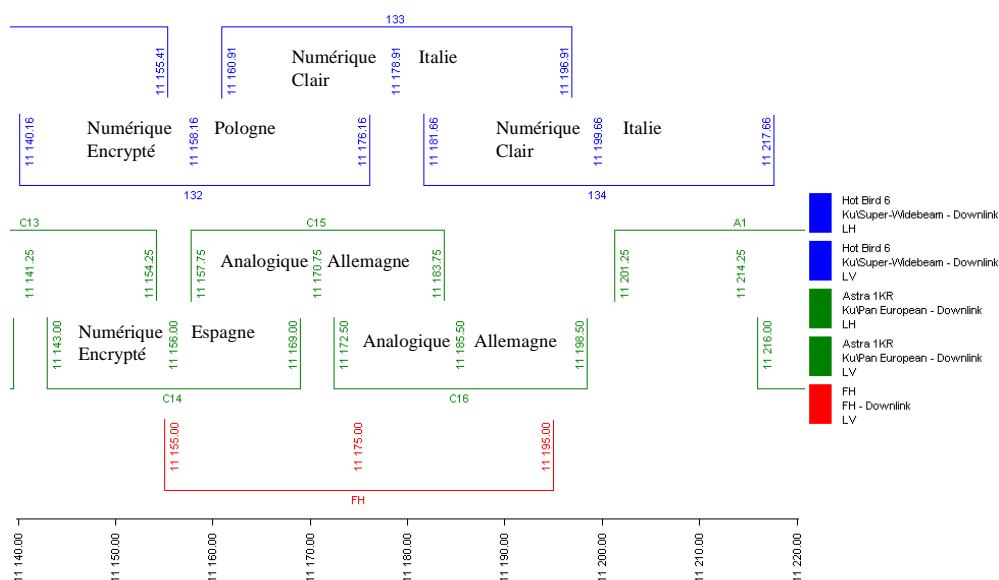 133
11 155.41
11 160.91
Numérique
Clair
11 178.91
Italie
11 196.91
11 140.16
Numérique
Encrypté
11 158.16
Pologne
11 176.16
11 181.66
Numérique
Clair
11 199.66
Italie
11 217.66
132
134
C13
C15
A1
11 141.25
11 154.25
11 157.75
Analogique
11 170.75
Allemagne
11 183.75
11 201.25
11 214.25
11 143.00
Numérique
Encrypté
11 156.00
Espagne
11 169.00
11 172.50
Analogique
11 185.50
Allemagne
11 198.50
11 216.00
C14
C16
11 155.00
11 175.00
11 195.00
FH
Hot Bird 6
Ku\Super-Widebeam - Downlink
LH
Hot Bird 6
Ku\Super-Widebeam - Downlink
LV
Astra 1KR
Ku\Pan European - Downlink
LH
Astra 1KR
Ku\Pan European - Downlink
LV
FH
FH - Downlink
LV
11 140.00
11 150.00
11 160.00
11 170.00
11 180.00
11 190.00
11 200.00
11 210.00
11 220.00